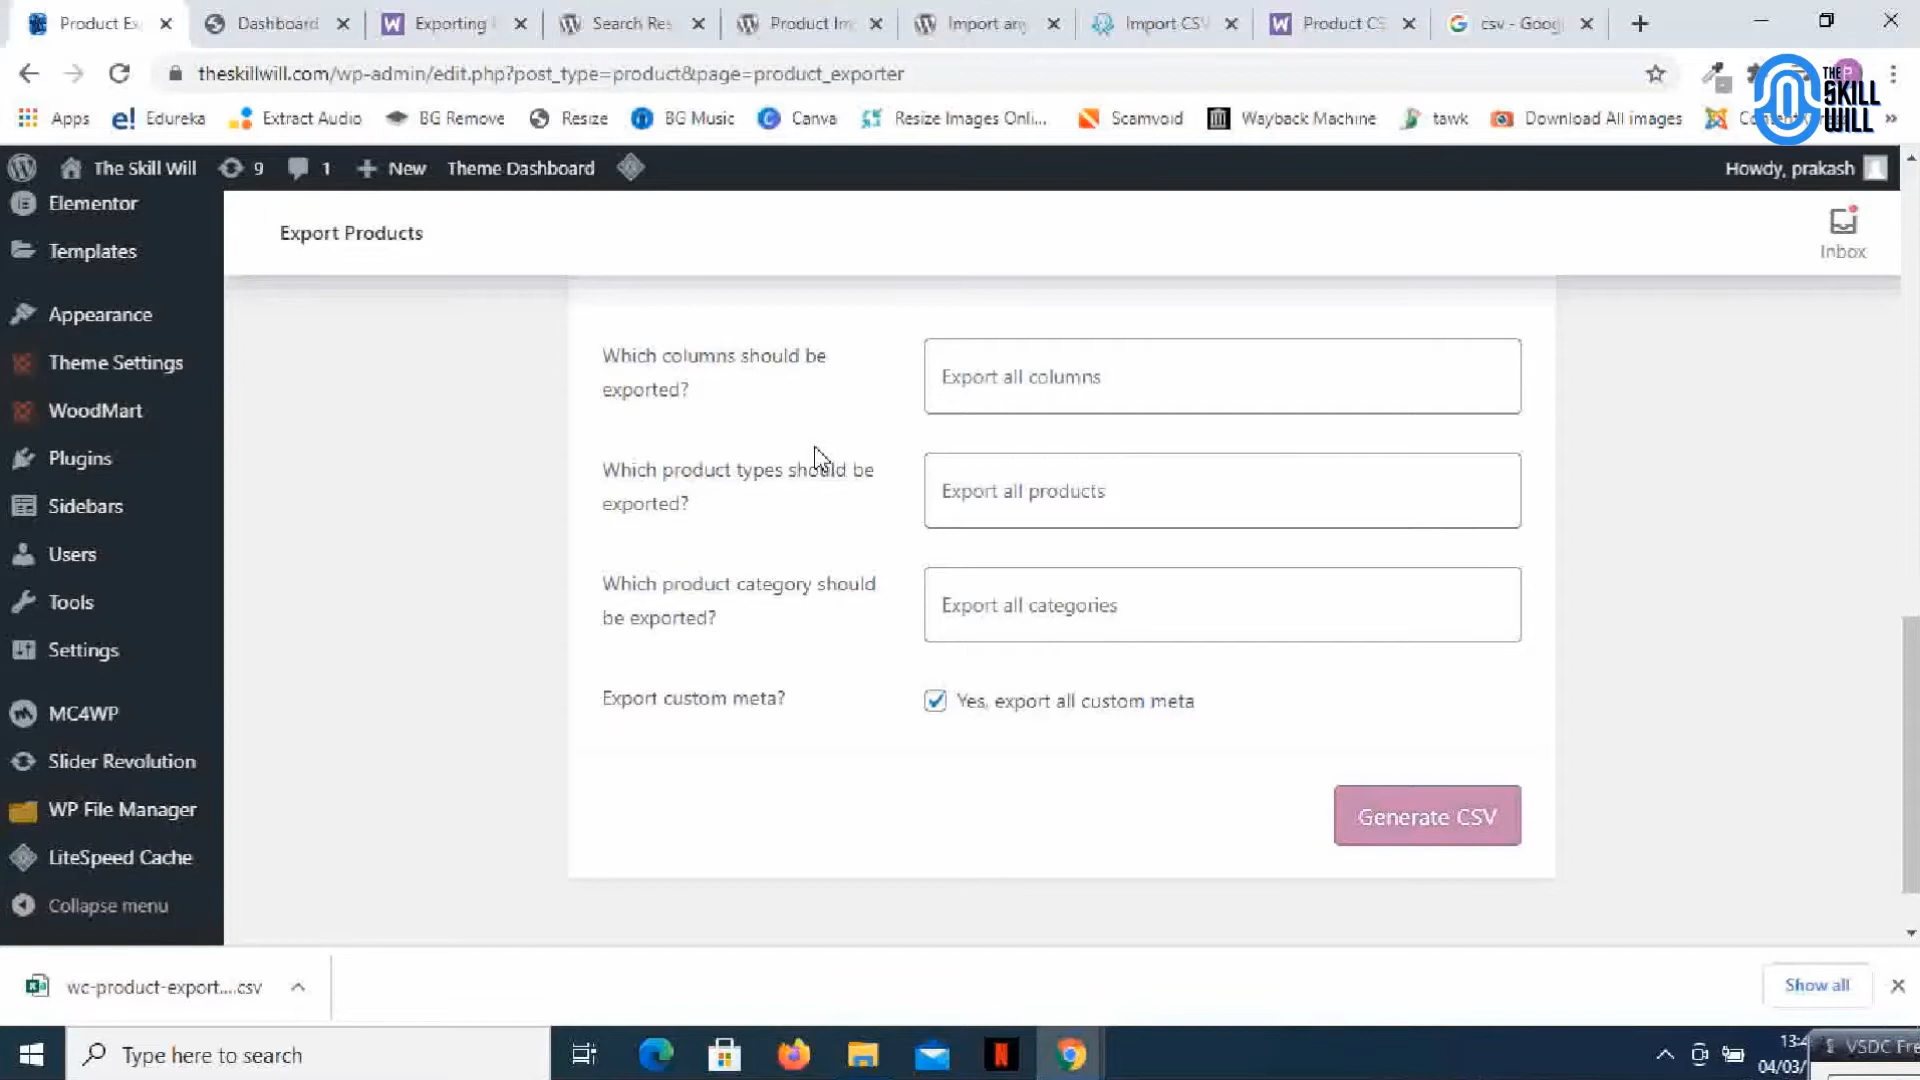 Product Ex
Dashboard
Exporting
Search Res
Product Im
Import any
Import CSV
Product CS
csv - Goog
theskillwill.com/wp-admin/edit.php?post_type=product&page=product_exporter
Apps
Edureka
Extract Audio
BG Remove
Resize
BG Music
Canva
Resize Images Onli...
Scamvoid
Wayback Machine
tawk
Download All images
THE
SKILL
WILL
The Skill Will
9
1
New
Theme Dashboard
Howdy, prakash
Elementor
Templates
Appearance
Theme Settings
WoodMart
Plugins
Sidebars
Users
Tools
Settings
MC4WP
Slider Revolution
WP File Manager
LiteSpeed Cache
Collapse menu
Export Products
Inbox
Which columns should be
exported?
Export all columns
Which product types should be
exported?
Export all products
Which product category should
be exported?
Export all categories
Export custom meta?
Yes, export all custom meta
Generate CSV
wc-product-export....csv
Show all
Type here to search
13:4
04/03/
VSDC Fre